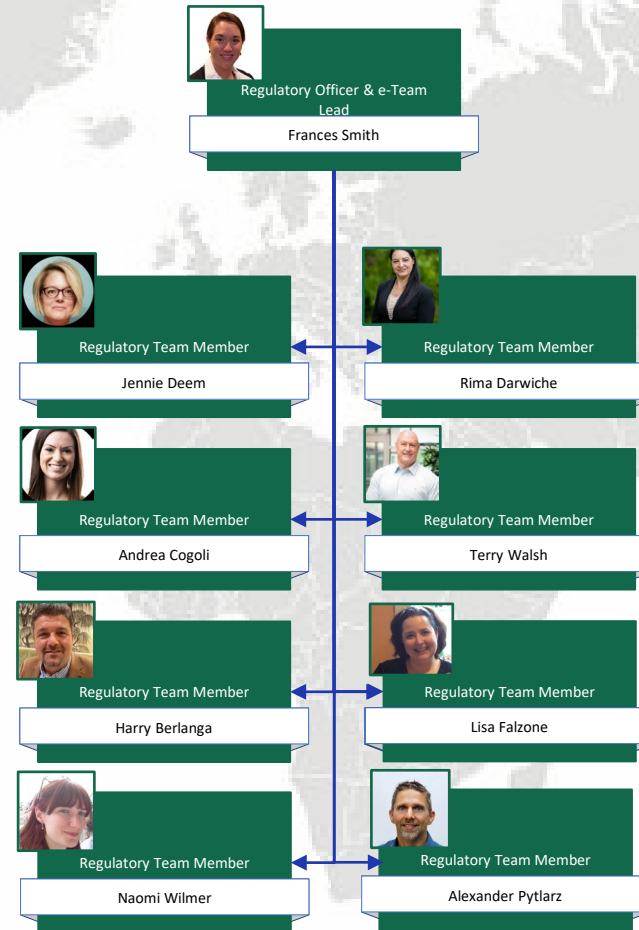 Regulatory Officer & e-Team
Lead
Frances Smith
Regulatory Team Member
Jennie Deem
Regulatory Team Member
Rima Darwiche
Regulatory Team Member
Andrea Cogoli
Regulatory Team Member
Terry Walsh
Regulatory Team Member
Harry Berlanga
Regulatory Team Member
Lisa Falzone
Regulatory Team Member
Naomi Wilmer
Regulatory Team Member
Alexander Pytlarz